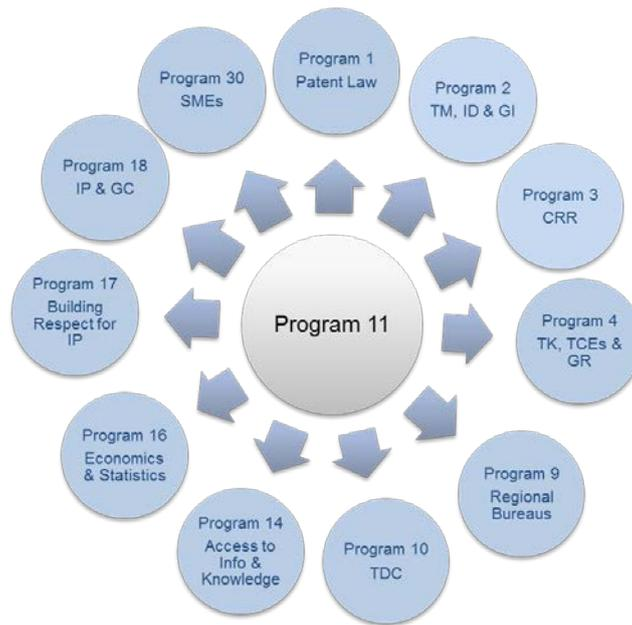 Program 1
Patent Law
Program 2
TM, ID & GI
Program 3
CRR
Program 4
TK, TCEs &
GR
Program 9
Regional
Bureaus
Program 10
TDC
Program 14
Access to
Info &
Knowledge
Program 16
Economics
& Statistics
Program 17
Building
Respect for
IP
Program 18
IP & GC
Program 30
SMEs
Program 11